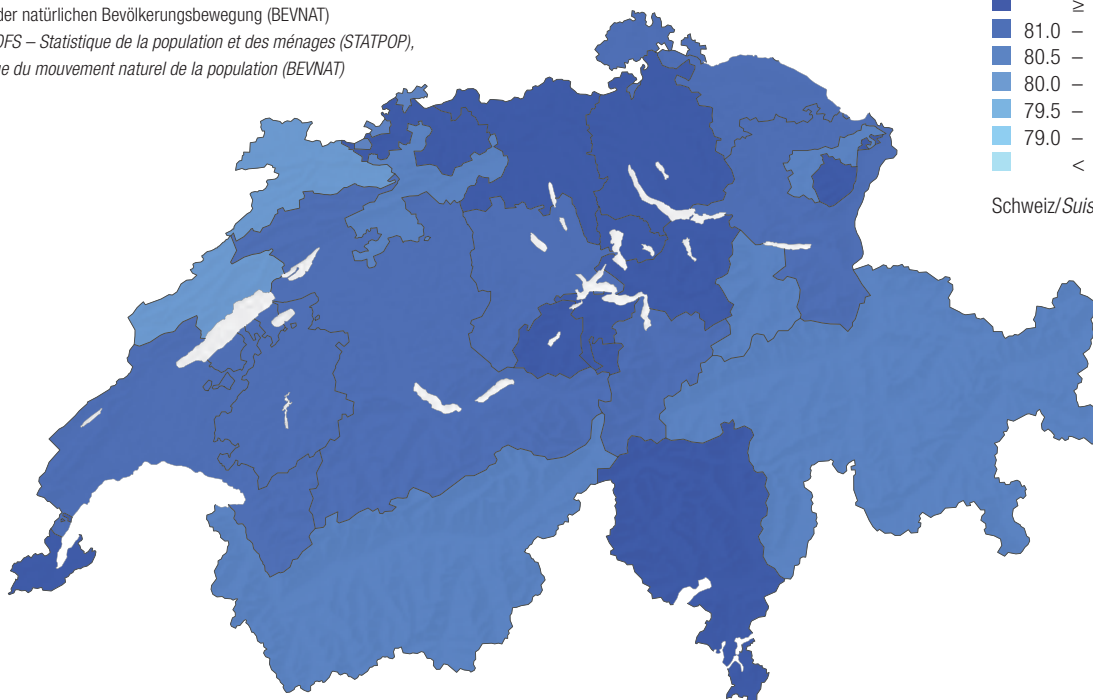 der natürlichen Bevölkerungsbewegung (BEVNAT)
OFS – Statistique de la population et des ménages (STATPOP),
du mouvement naturel de la population (BEVNAT)
≥
81.0 –
80.5 –
80.0 –
79.5 –
79.0 –
<
Schweiz/Suis